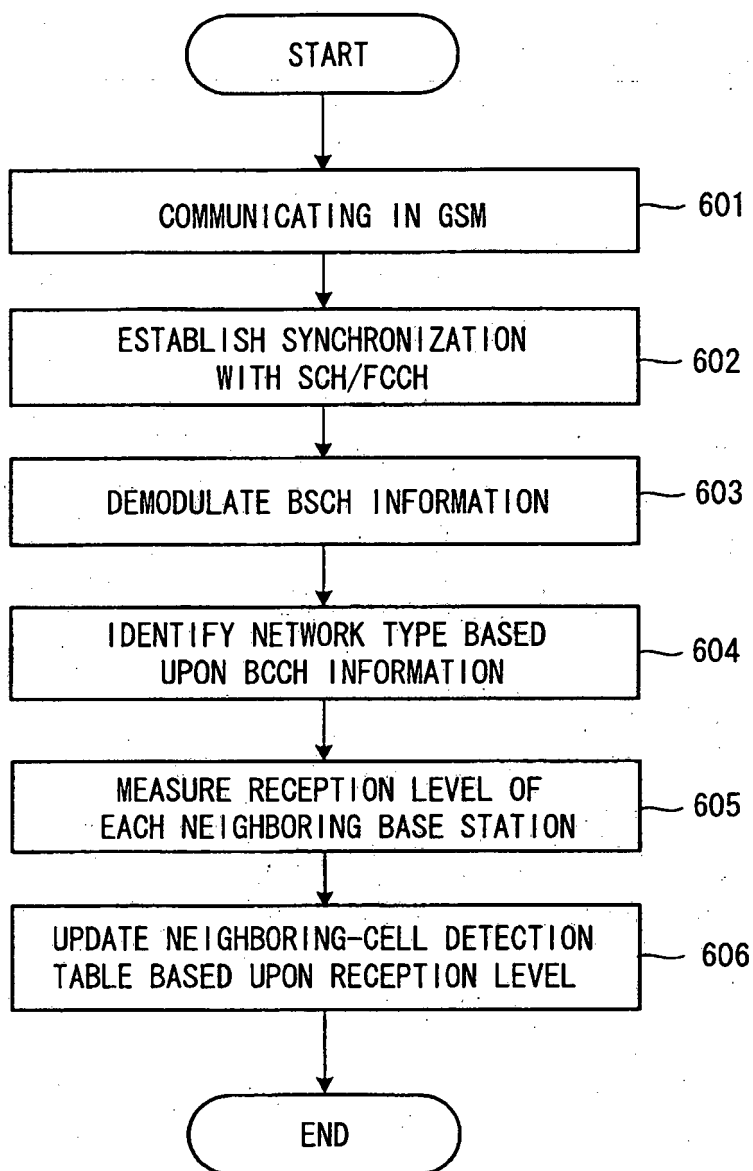 START
COMMUNICATING IN GSM
601
ESTABLISH SYNCHRONIZATION
WITH SCH/FCCH
602
DEMODULATE BSCH INFORMATION
603
IDENTIFY NETWORK TYPE BASED
UPON BCCH INFORMATION
604
MEASURE RECEPTION LEVEL OF
EACH NEIGHBORING BASE STATION
605
UPDATE NEIGHBORING-CELL DETECTION
TABLE BASED UPON RECEPTION LEVEL
606
END